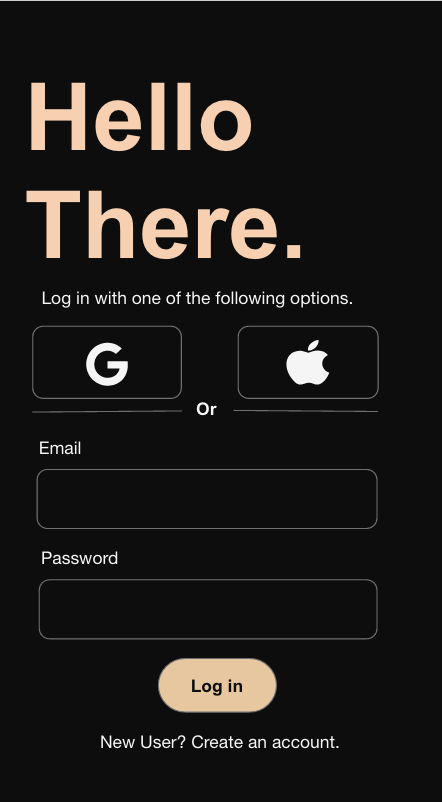 Hello
There.
Log in with one of the following options.
G
Or
Email
Password
Log in
New User? Create an account.